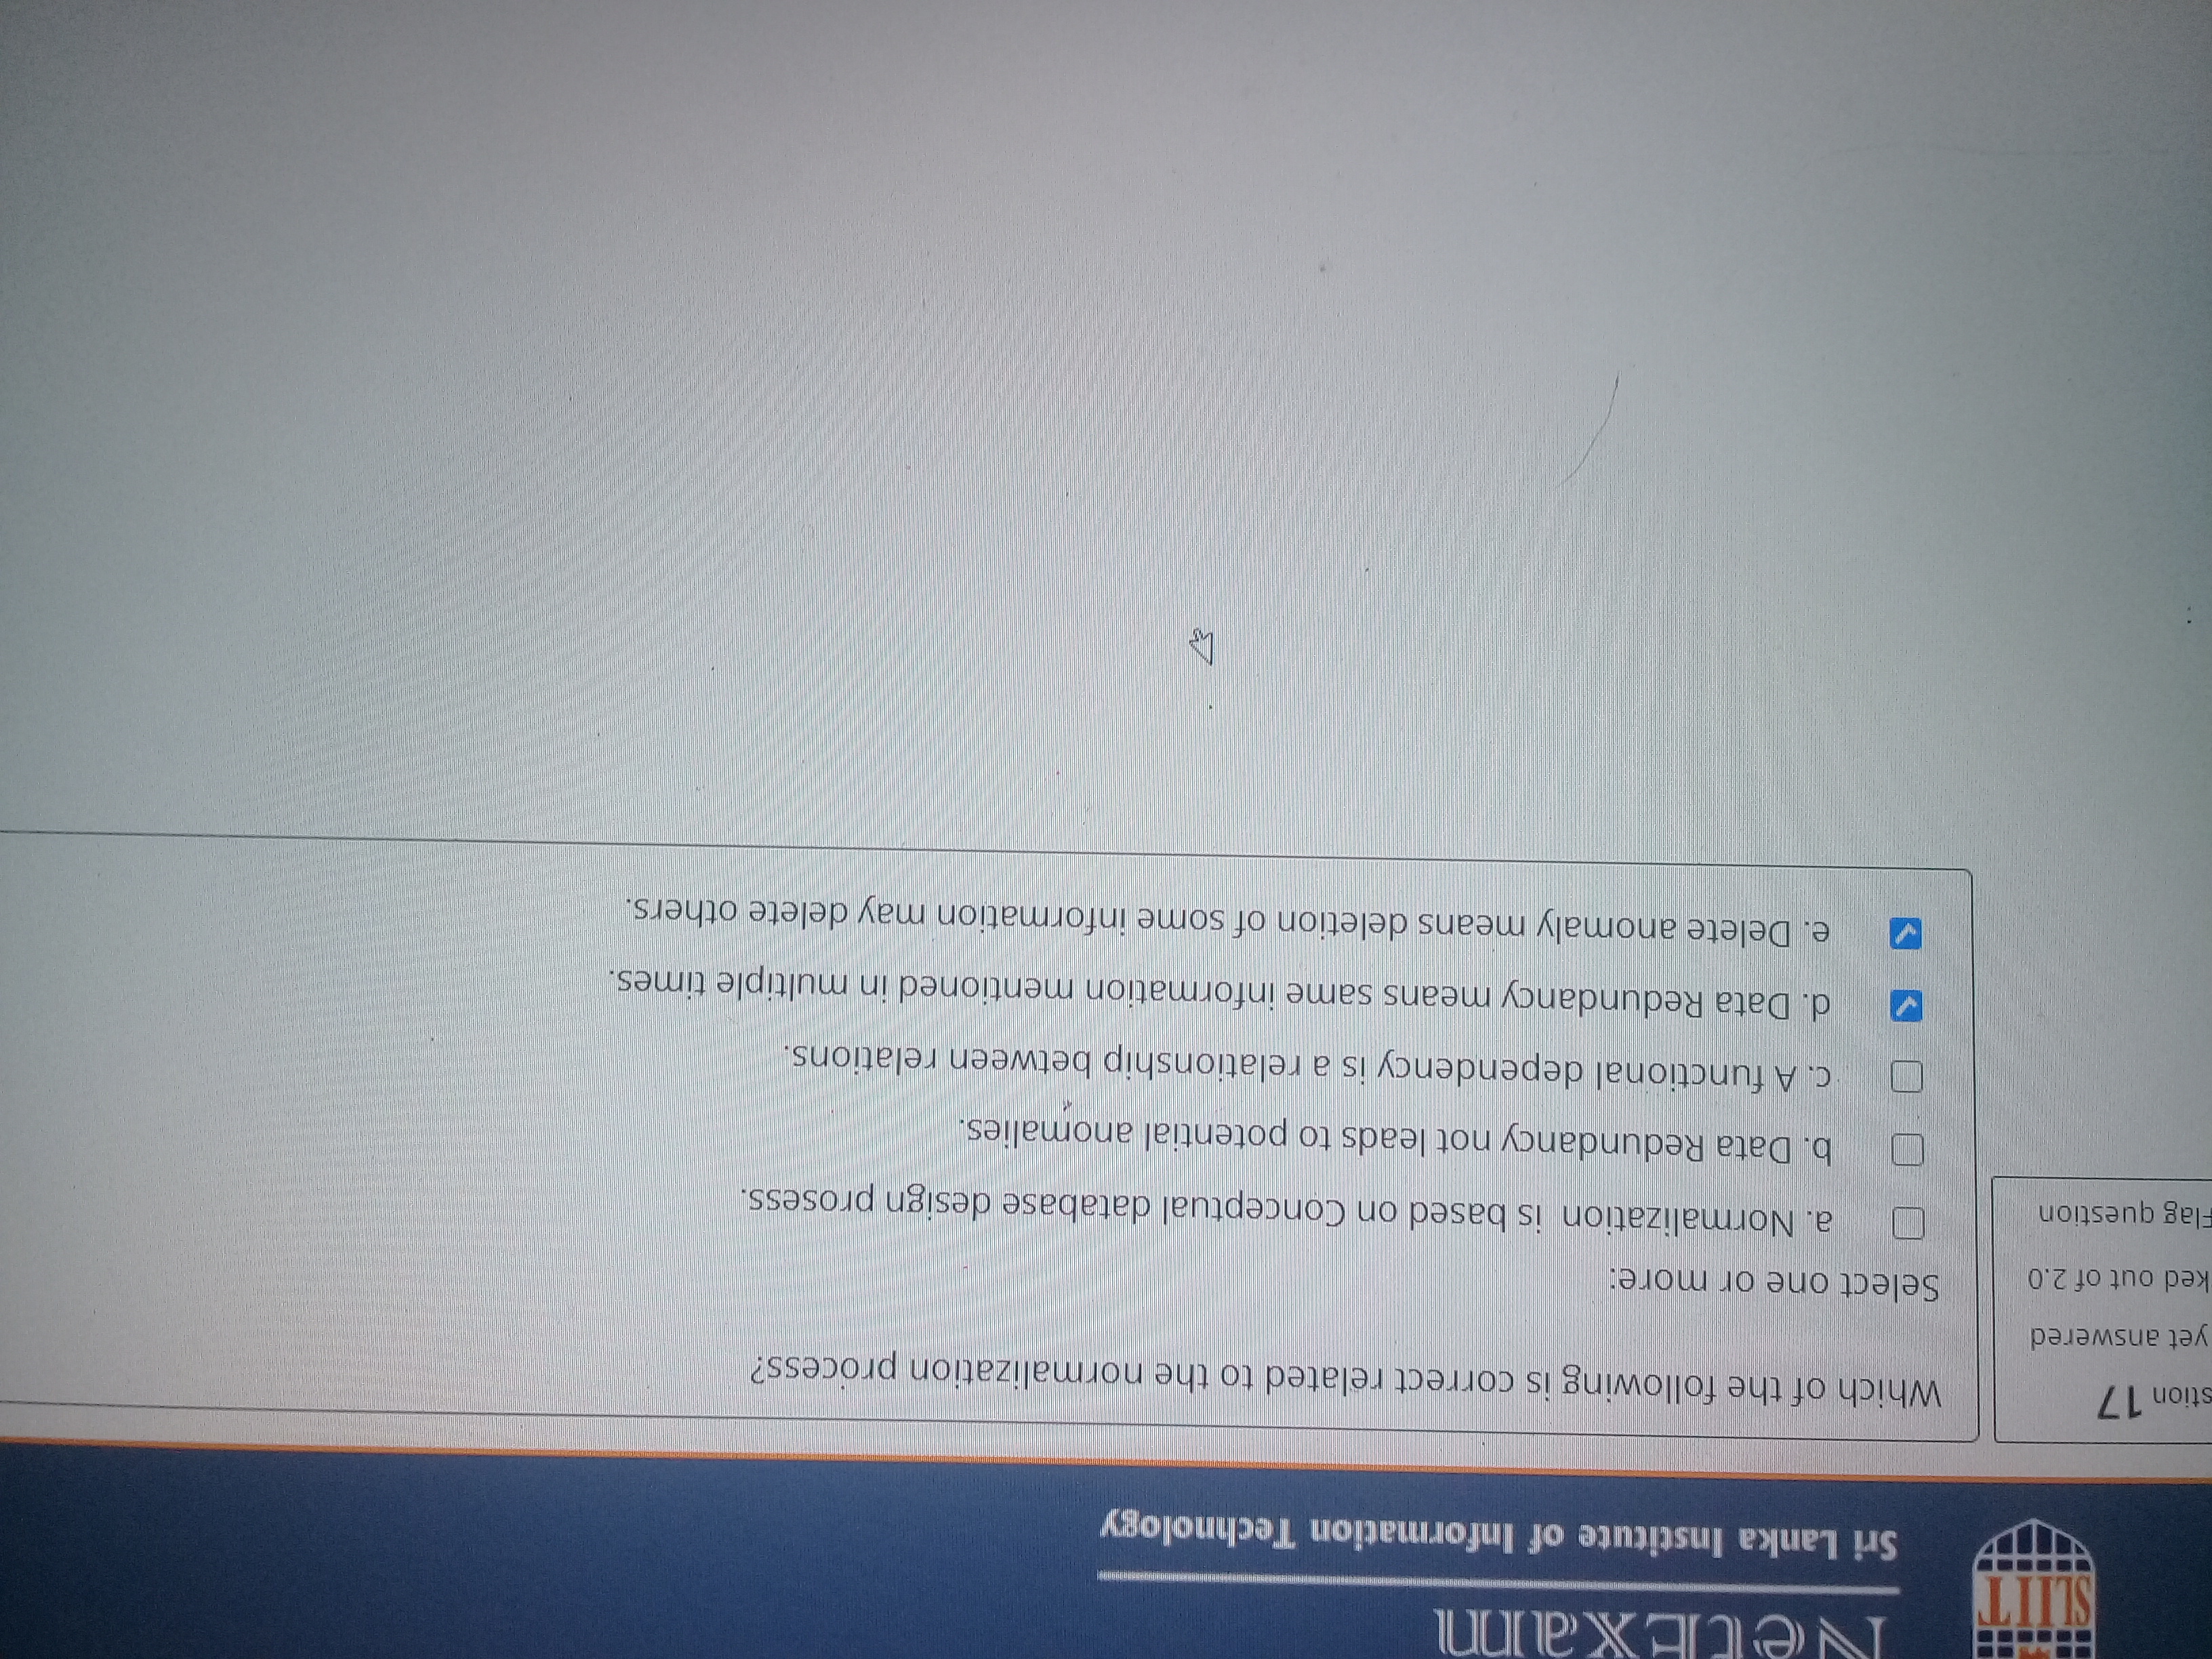 NetExam
SLIIT
Sri Lanka Institute of Information Technology
stion 17
yet answered
ked out of 2.0
Flag question
Which of the following is correct related to the normalization process?
Select one or more:
a. Normalization is based on Conceptual database design prosess.
b. Data Redundancy not leads to potential anomalies.
c. A functional dependency is a relationship between relations.
d. Data Redundancy means same information mentioned in multiple times.
e. Delete anomaly means deletion of some information may delete others.